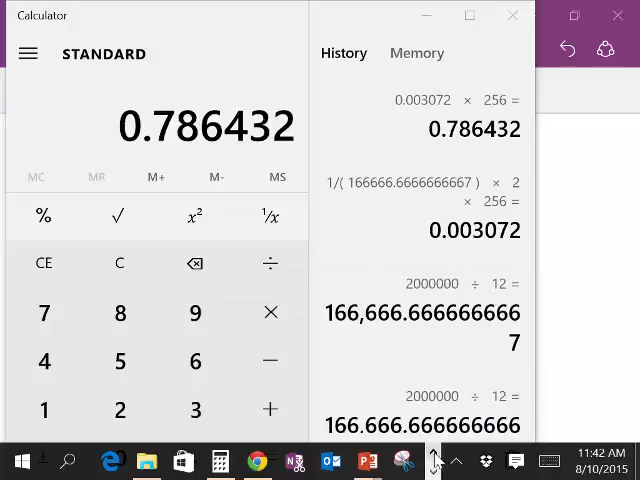 Calculator
STANDARD
History Memory
0.003072 × 256 =
0.786432
0.786432
MC MR M+ M- MS
1/( 166666.6666666667 ) × 2
× 256 =
0.003072
% √ x² ¹/x
CE C ÷
2000000 ÷ 12 =
166,666.666666666
7
7 8 9 ×
4 5 6 −
2000000 ÷ 12 =
166,666.666666666
1 2 3 +
± 0
11:42 AM
8/10/2015